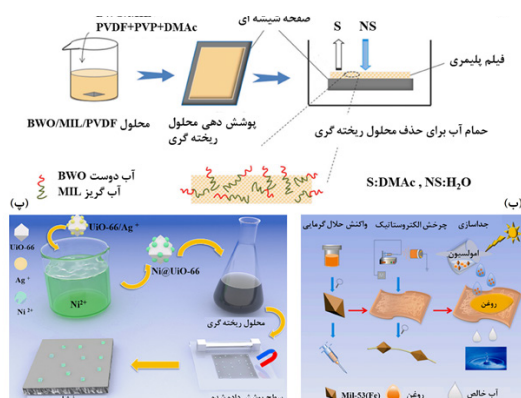 PVDF+PVP+DMAc
صفحه شیشه ای
S
NS
فیلم پلیمری
محلول BWO/MIL/PVDF
پوشش دهی محلول
ریخته گری
حمام آب برای حذف محلول ریخته گری
آب دوست BWO
آب گریز MIL
S:DMAc , NS:H₂O
(پ)
(ب)
UiO-66
UiO-66/Ag⁺
Ag⁺
Ni²⁺
Ni²⁺
Ni@UiO-66
محلول ریخته گری
واکنش حلال گرمایی
چرخش الکتروستاتیک
جداسازی
امولسیون
روغن
Mil-53(Fe)
روغن
آب خالص